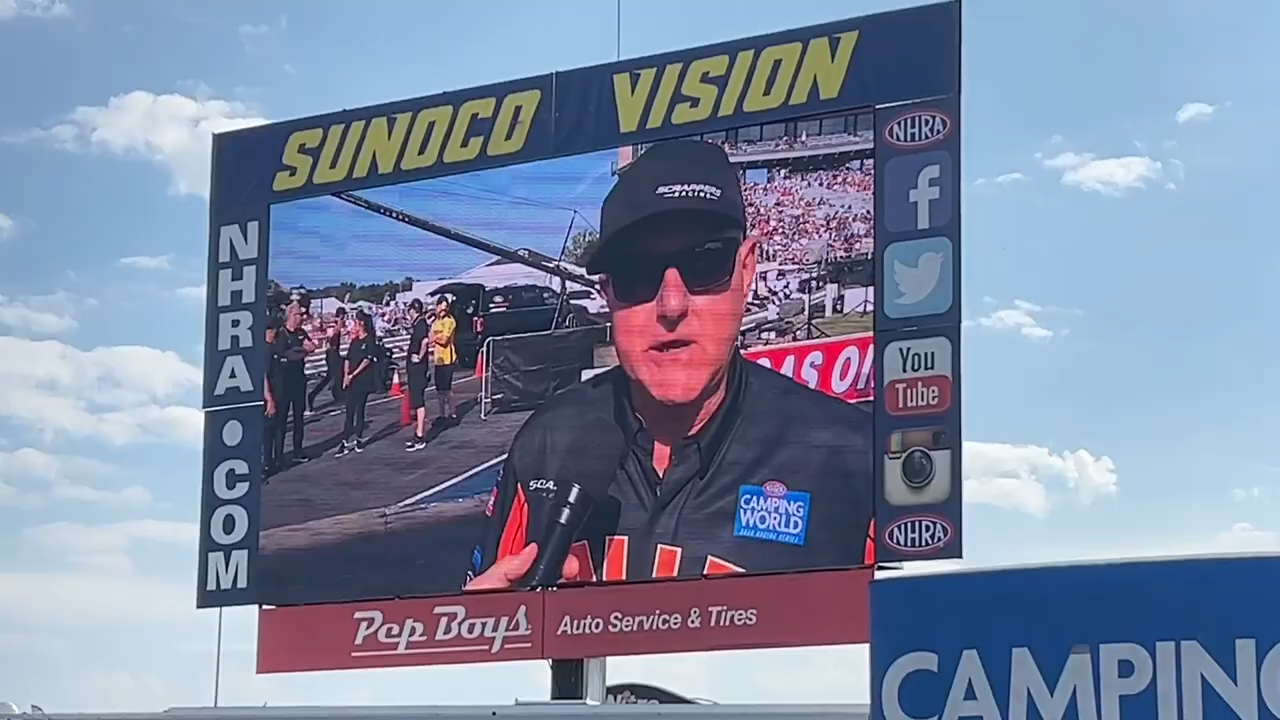 SUNOCO VISION
NHRA.COM
NHRA
f
You
Tube
NHRA
SCRAPPERS
RACING
CAMPING
WORLD
Pep Boys
Auto Service & Tires
CAMPING